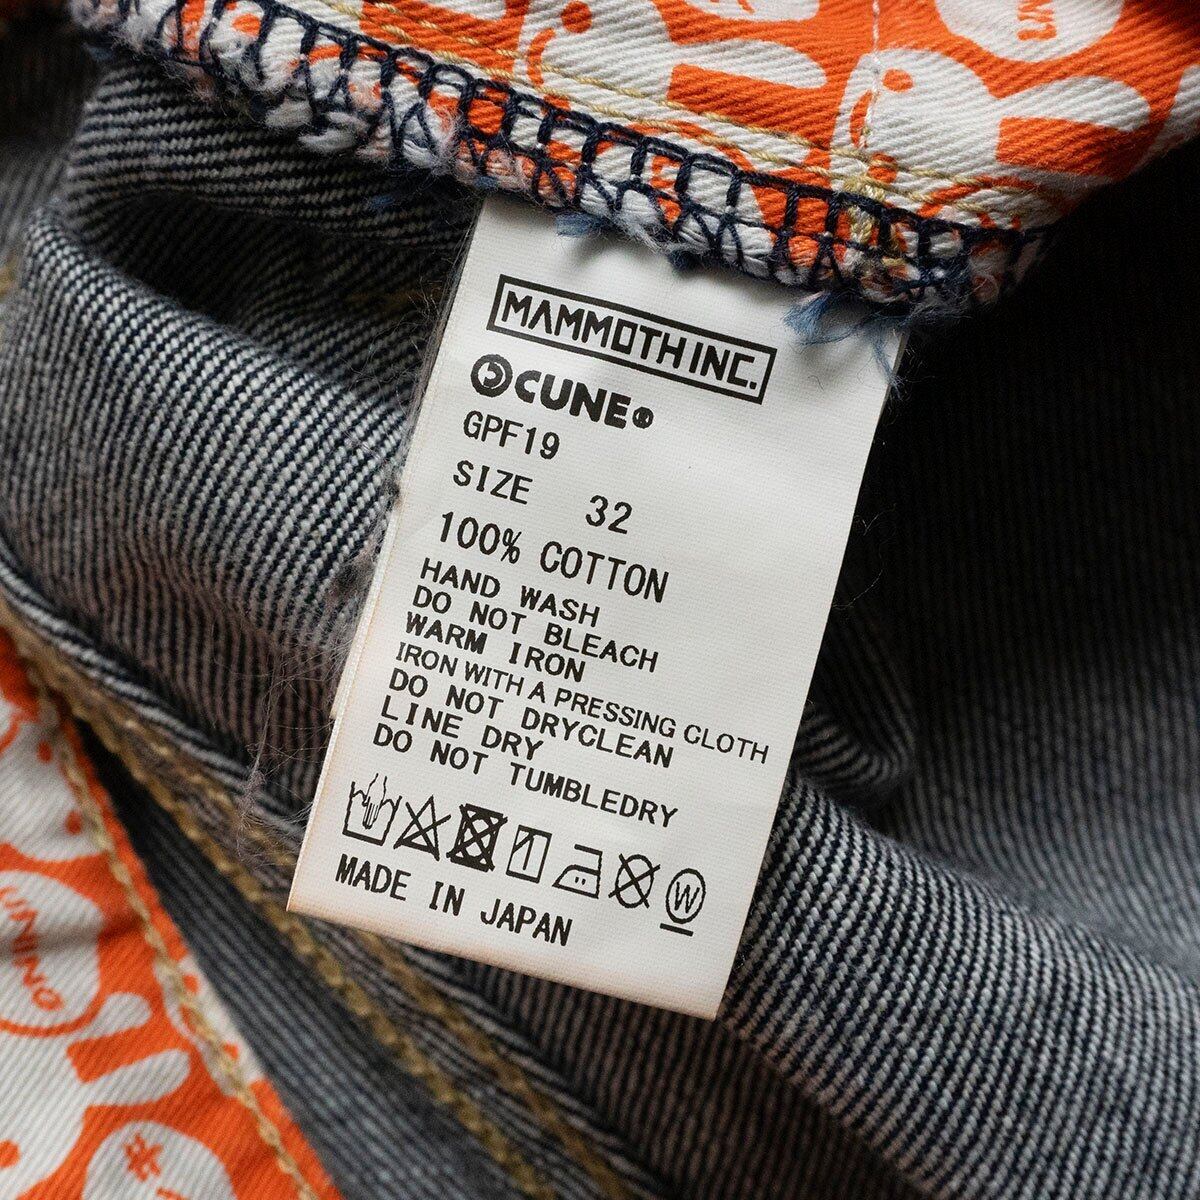 MAMMOTH INC.
CUNE®
GPF19
SIZE 32
100% COTTON
HAND WASH
DO NOT BLEACH
WARM IRON
IRON WITH A PRESSING CLOTH
DO NOT DRYCLEAN
LINE DRY
DO NOT TUMBLEDRY
W
MADE IN JAPAN